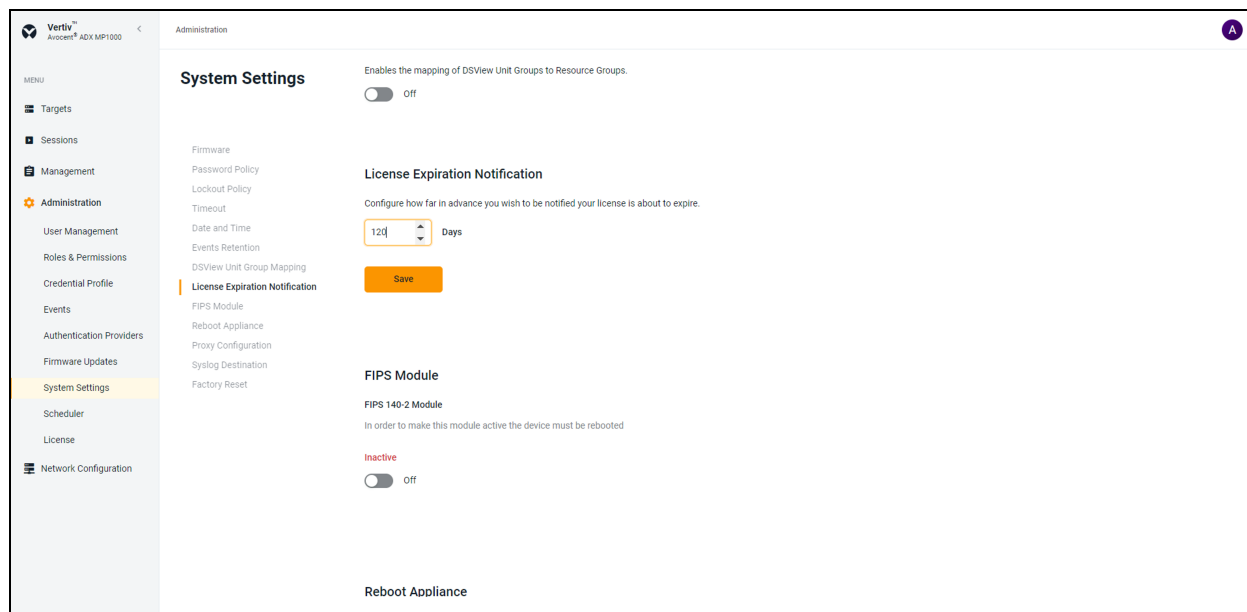 Vertiv™
Avocent® ADX MP1000
<
Administration
A
MENU
Targets
Sessions
Management
Administration
User Management
Roles & Permissions
Credential Profile
Events
Authentication Providers
Firmware Updates
System Settings
Scheduler
License
Network Configuration
System Settings
Firmware
Password Policy
Lockout Policy
Timeout
Date and Time
Events Retention
DSView Unit Group Mapping
License Expiration Notification
FIPS Module
Reboot Appliance
Proxy Configuration
Syslog Destination
Factory Reset
Enables the mapping of DSView Unit Groups to Resource Groups.
Off
License Expiration Notification
Configure how far in advance you wish to be notified your license is about to expire.
120 Days
Save
FIPS Module
FIPS 140-2 Module
In order to make this module active the device must be rebooted
Inactive
Off
Reboot Appliance